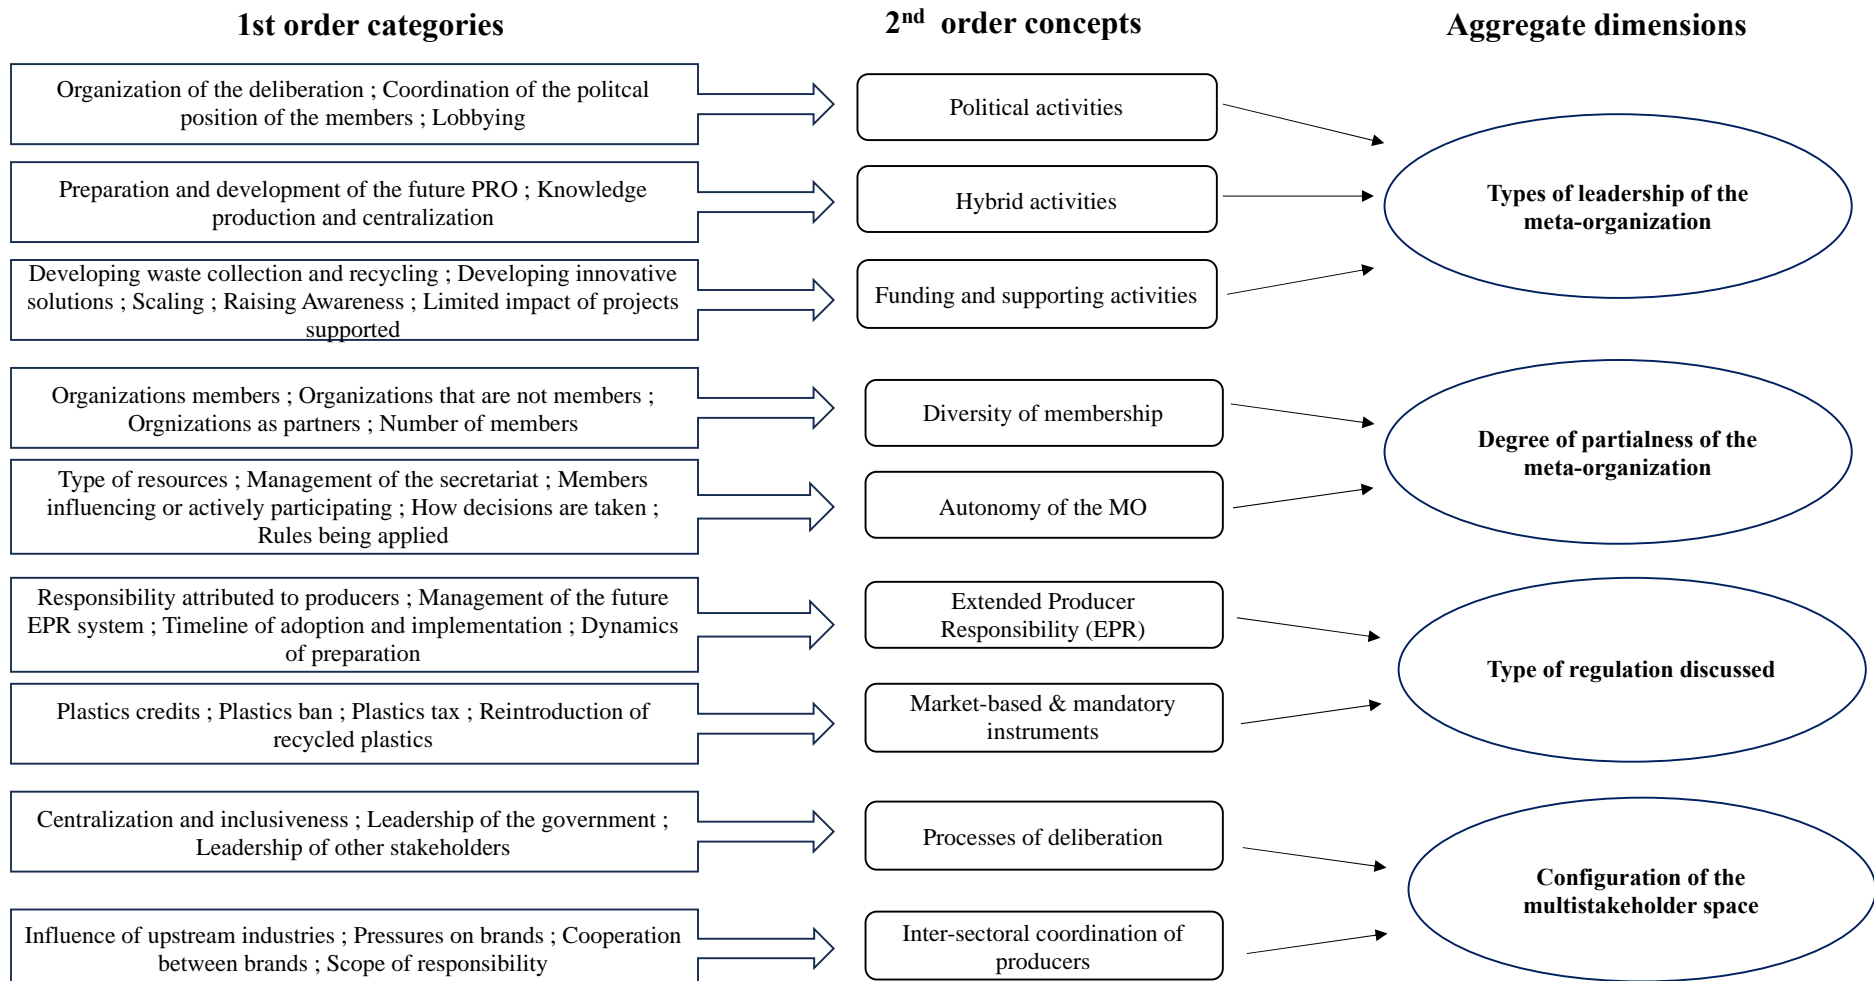 1st order categories
2nd order concepts
Aggregate dimensions
Organization of the deliberation ; Coordination of the politcal
position of the members ; Lobbying
Political activities
Preparation and development of the future PRO ; Knowledge
production and centralization
Hybrid activities
Types of leadership of the
meta-organization
Developing waste collection and recycling ; Developing innovative
solutions ; Scaling ; Raising Awareness ; Limited impact of projects
supported
Funding and supporting activities
Organizations members ; Organizations that are not members ;
Orgnizations as partners ; Number of members
Diversity of membership
Degree of partialness of the
meta-organization
Type of resources ; Management of the secretariat ; Members
influencing or actively participating ; How decisions are taken ;
Rules being applied
Autonomy of the MO
Responsibility attributed to producers ; Management of the future
EPR system ; Timeline of adoption and implementation ; Dynamics
of preparation
Extended Producer
Responsibility (EPR)
Type of regulation discussed
Plastics credits ; Plastics ban ; Plastics tax ; Reintroduction of
recycled plastics
Market-based & mandatory
instruments
Centralization and inclusiveness ; Leadership of the government ;
Leadership of other stakeholders
Processes of deliberation
Configuration of the
multistakeholder space
Influence of upstream industries ; Pressures on brands ; Cooperation
between brands ; Scope of responsibility
Inter-sectoral coordination of
producers